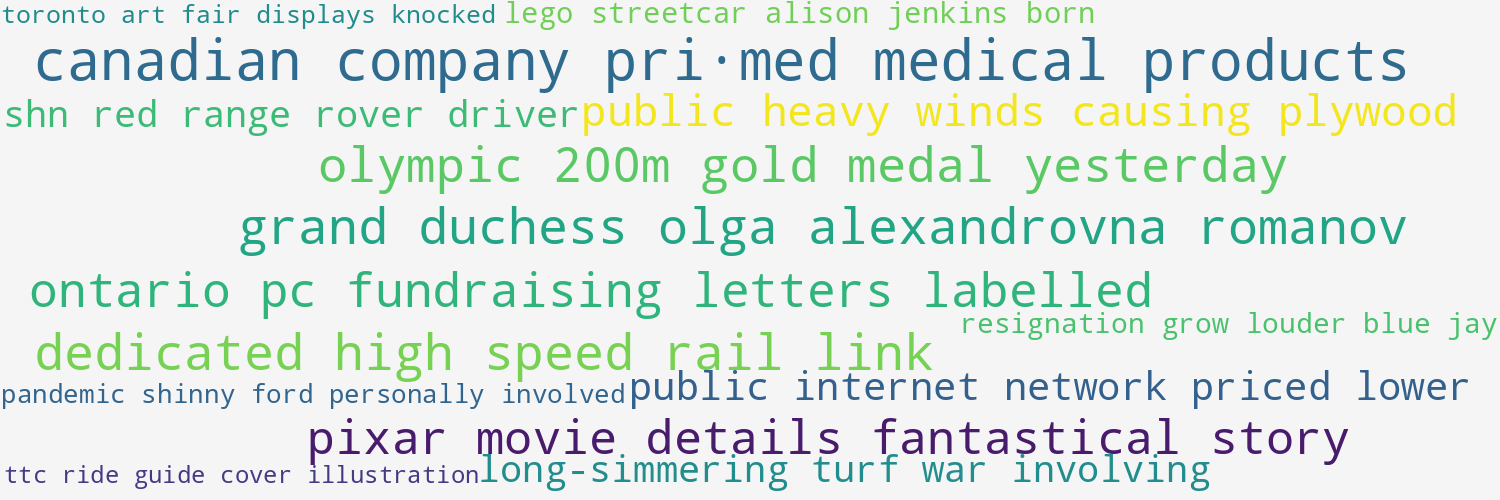 toronto art fair displays knocked
lego streetcar alison jenkins born
canadian company pri·med medical products
shn red range rover driver
public heavy winds causing plywood
olympic 200m gold medal yesterday
grand duchess olga alexandrovna romanov
ontario pc fundraising letters labelled
resignation grow louder blue jay
dedicated high speed rail link
pandemic shinny ford personally involved
public internet network priced lower
pixar movie details fantastical story
ttc ride guide cover illustration
long-simmering turf war involving